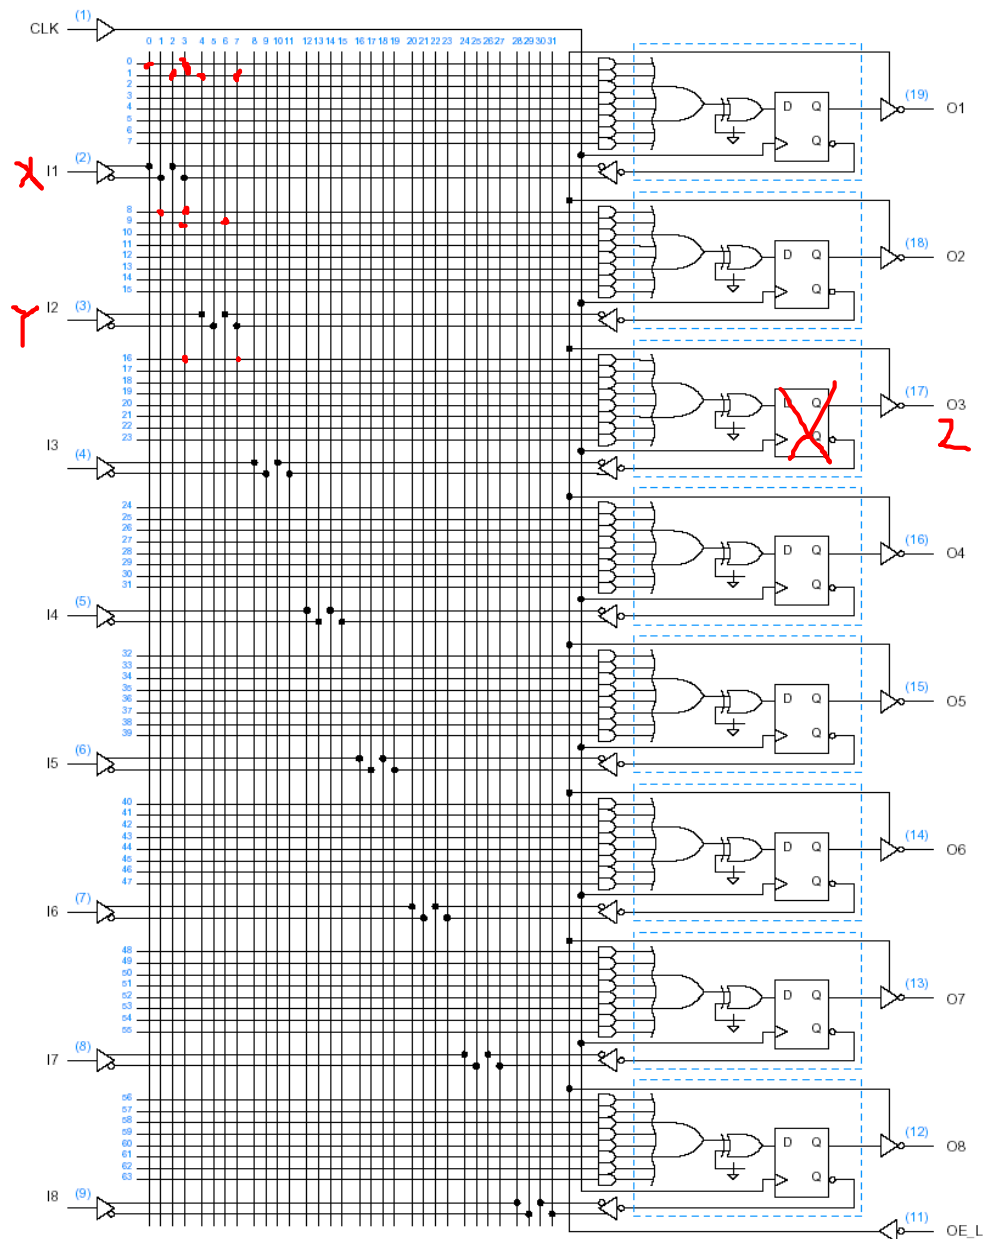 CLK (1)
0 1 2 3 4 5 6 7 8 9 10 11 12 13 14 15 16 17 18 19 20 21 22 23 24 25 26 27 28 29 30 31
0
1
2
3
4
5
6
7
D Q
Q
(19) O1
X I1 (2)
8
9
10
11
12
13
14
15
D Q
Q
(18) O2
Y I2 (3)
16
17
18
19
20
21
22
23
D Q
Q
(17) O3
Z
I3 (4)
24
25
26
27
28
29
30
31
D Q
Q
(16) O4
I4 (5)
32
33
34
35
36
37
38
39
D Q
Q
(15) O5
I5 (6)
40
41
42
43
44
45
46
47
D Q
Q
(14) O6
I6 (7)
48
49
50
51
52
53
54
55
D Q
Q
(13) O7
I7 (8)
56
57
58
59
60
61
62
63
D Q
Q
(12) O8
I8 (9)
(11) OE_L